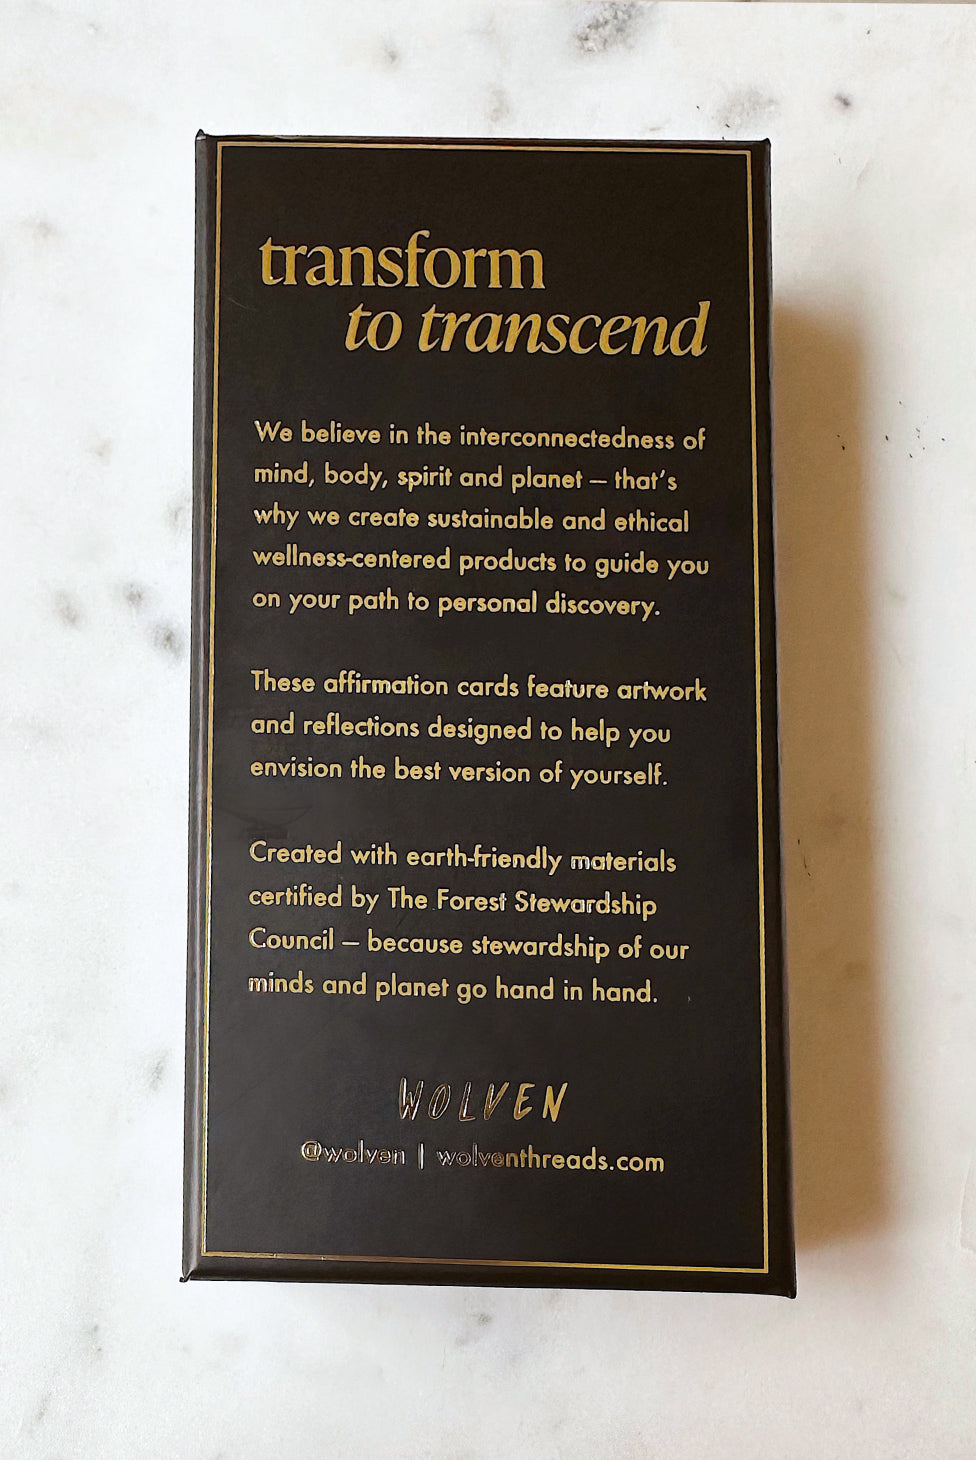 transform
to transcend
We believe in the interconnectedness of
mind, body, spirit and planet – that's
why we create sustainable and ethical
wellness-centered products to guide you
on your path to personal discovery.
These affirmation cards feature artwork
and reflections designed to help you
envision the best version of yourself.
Created with earth-friendly materials
certified by The Forest Stewardship
Council – because stewardship of our
minds and planet go hand in hand.
WOLVEN
@wolven | wolventhreads.com